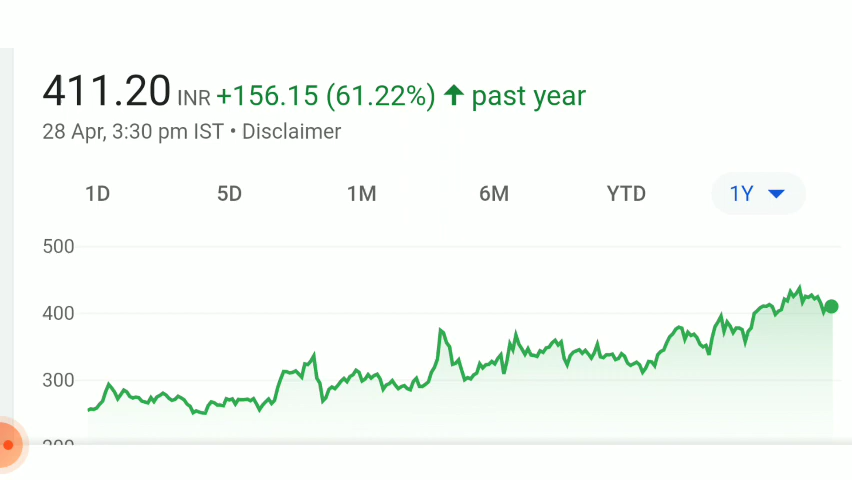 411.20 INR +156.15 (61.22%) ↑ past year
28 Apr, 3:30 pm IST • Disclaimer
1D 5D 1M 6M YTD 1Y
500
400
300